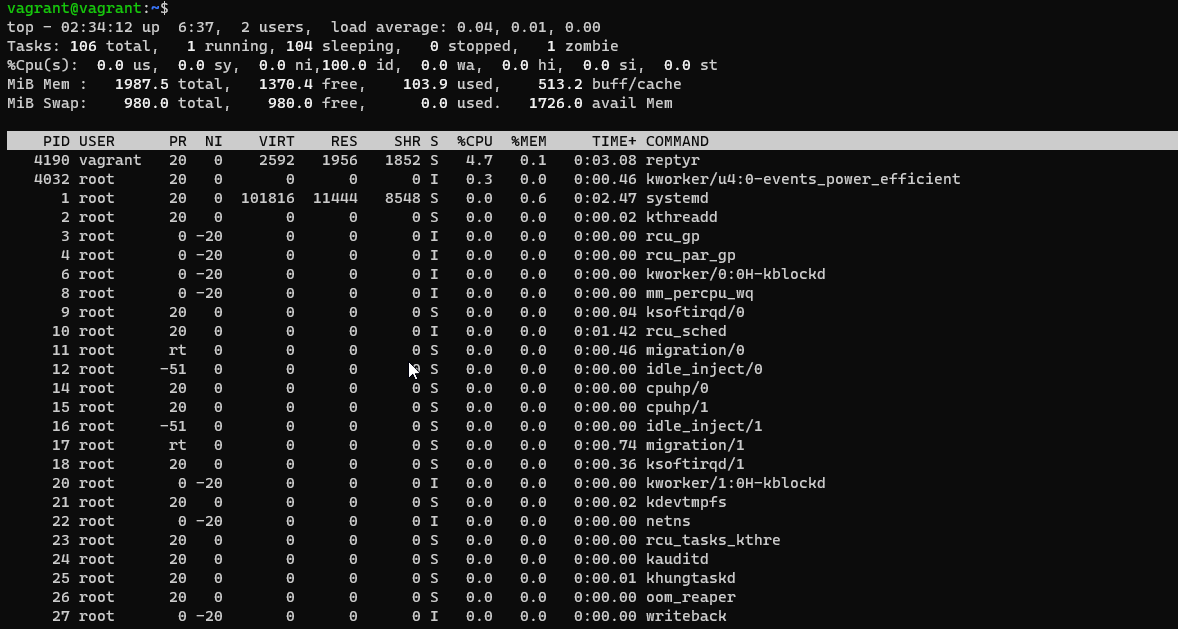 vagrant@vagrant:~$
top - 02:34:12 up  6:37,  2 users,  load average: 0.04, 0.01, 0.00
Tasks: 106 total,   1 running, 104 sleeping,   0 stopped,   1 zombie
%Cpu(s):  0.0 us,  0.0 sy,  0.0 ni,100.0 id,  0.0 wa,  0.0 hi,  0.0 si,  0.0 st
MiB Mem :   1987.5 total,   1370.4 free,    103.9 used,    513.2 buff/cache
MiB Swap:    980.0 total,    980.0 free,      0.0 used.   1726.0 avail Mem
    PID USER      PR  NI    VIRT    RES    SHR S  %CPU  %MEM     TIME+ COMMAND
   4190 vagrant   20   0    2592   1956   1852 S   4.7   0.1   0:03.08 reptyr
   4032 root      20   0       0      0      0 I   0.3   0.0   0:00.46 kworker/u4:0-events_power_efficient
      1 root      20   0  101816  11444   8548 S   0.0   0.6   0:02.47 systemd
      2 root      20   0       0      0      0 S   0.0   0.0   0:00.02 kthreadd
      3 root       0 -20       0      0      0 I   0.0   0.0   0:00.00 rcu_gp
      4 root       0 -20       0      0      0 I   0.0   0.0   0:00.00 rcu_par_gp
      6 root       0 -20       0      0      0 I   0.0   0.0   0:00.00 kworker/0:0H-kblockd
      8 root       0 -20       0      0      0 I   0.0   0.0   0:00.00 mm_percpu_wq
      9 root      20   0       0      0      0 S   0.0   0.0   0:00.04 ksoftirqd/0
     10 root      20   0       0      0      0 I   0.0   0.0   0:01.42 rcu_sched
     11 root      rt   0       0      0      0 S   0.0   0.0   0:00.46 migration/0
     12 root     -51   0       0      0      0 S   0.0   0.0   0:00.00 idle_inject/0
     14 root      20   0       0      0      0 S   0.0   0.0   0:00.00 cpuhp/0
     15 root      20   0       0      0      0 S   0.0   0.0   0:00.00 cpuhp/1
     16 root     -51   0       0      0      0 S   0.0   0.0   0:00.00 idle_inject/1
     17 root      rt   0       0      0      0 S   0.0   0.0   0:00.74 migration/1
     18 root      20   0       0      0      0 S   0.0   0.0   0:00.36 ksoftirqd/1
     20 root       0 -20       0      0      0 I   0.0   0.0   0:00.00 kworker/1:0H-kblockd
     21 root      20   0       0      0      0 S   0.0   0.0   0:00.02 kdevtmpfs
     22 root       0 -20       0      0      0 I   0.0   0.0   0:00.00 netns
     23 root      20   0       0      0      0 S   0.0   0.0   0:00.00 rcu_tasks_kthre
     24 root      20   0       0      0      0 S   0.0   0.0   0:00.00 kauditd
     25 root      20   0       0      0      0 S   0.0   0.0   0:00.01 khungtaskd
     26 root      20   0       0      0      0 S   0.0   0.0   0:00.00 oom_reaper
     27 root       0 -20       0      0      0 I   0.0   0.0   0:00.00 writeback